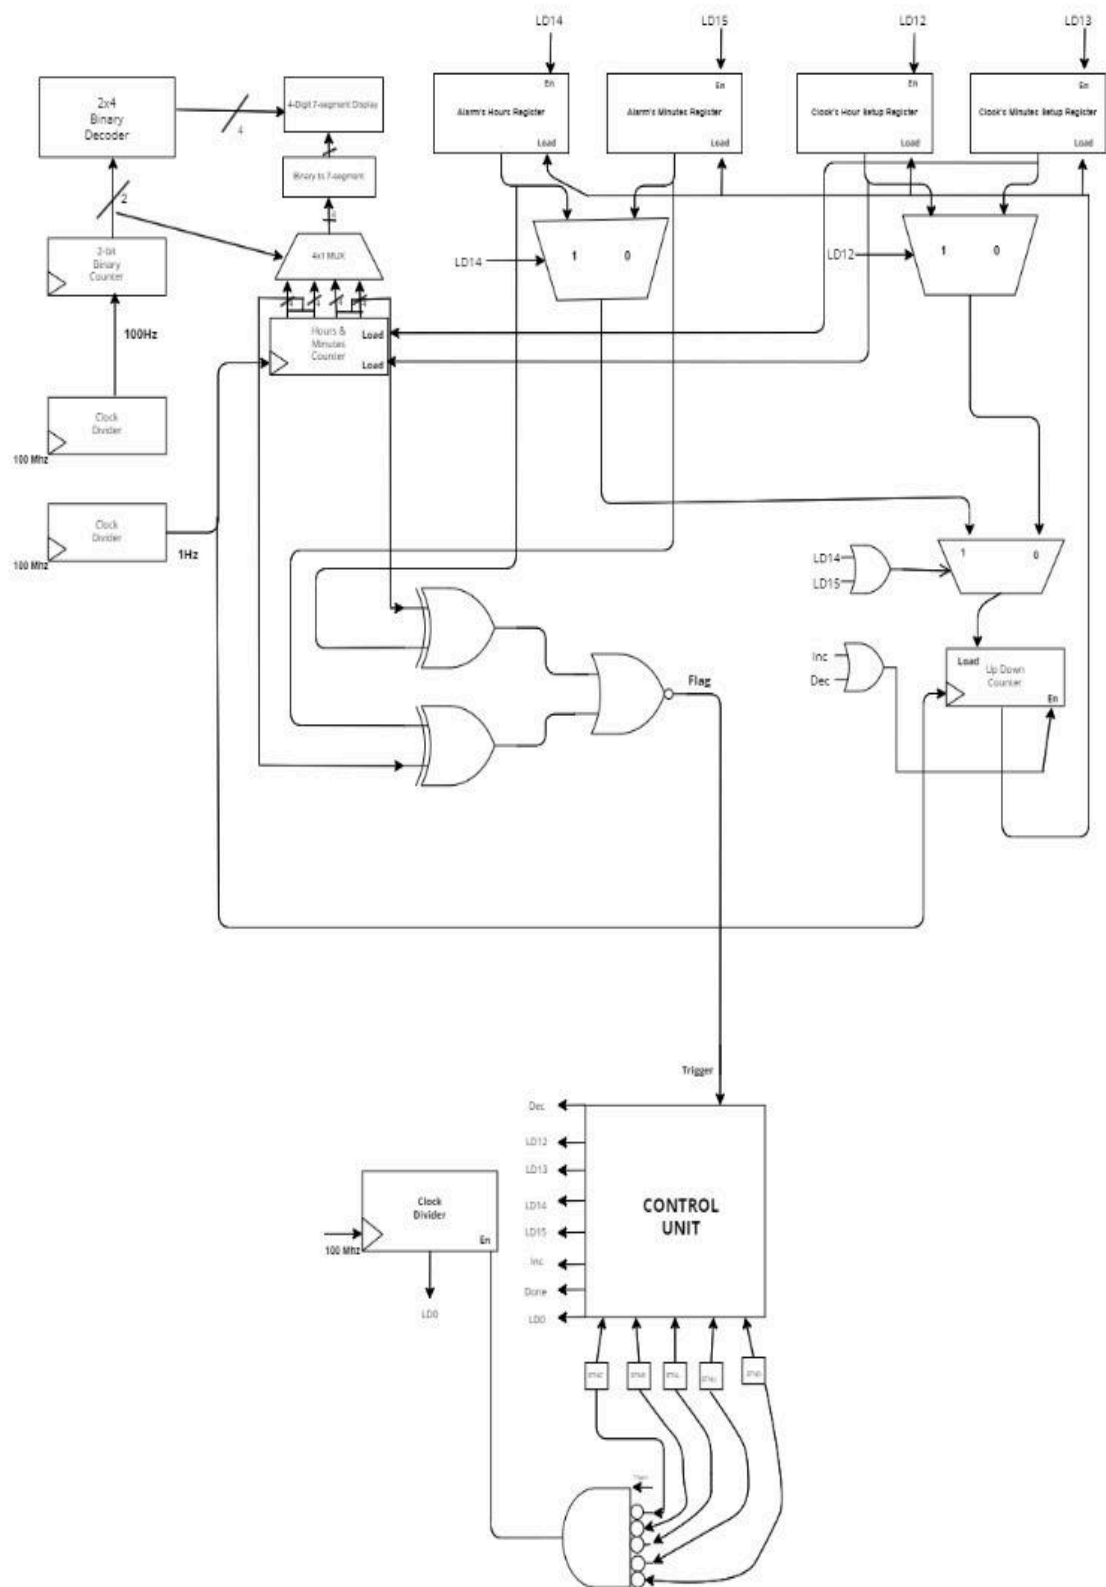 LD14
LD15
LD12
LD13
2x4
Binary
Decoder
4
4-Digit 7-segment Display
En
Alarm's Hours Register
Load
En
Alarm's Minutes Register
Load
En
Clock's Hour Setup Register
Load
En
Clock's Minutes Setup Register
Load
Binary to 7-segment
2
4
2-bit
Binary
Counter
4x1 MUX
LD14
1
0
LD12
1
0
100Hz
Hours &
Minutes
Counter
Load
Load
Clock
Divider
100 Mhz
Clock
Divider
100 Mhz
1Hz
LD14
LD15
1
0
Inc
Dec
Load
Up Down
Counter
En
Flag
Trigger
Dec
LD12
LD13
LD14
LD15
Inc
Done
LD0
CONTROL
UNIT
Clock
Divider
En
100 Mhz
LD0